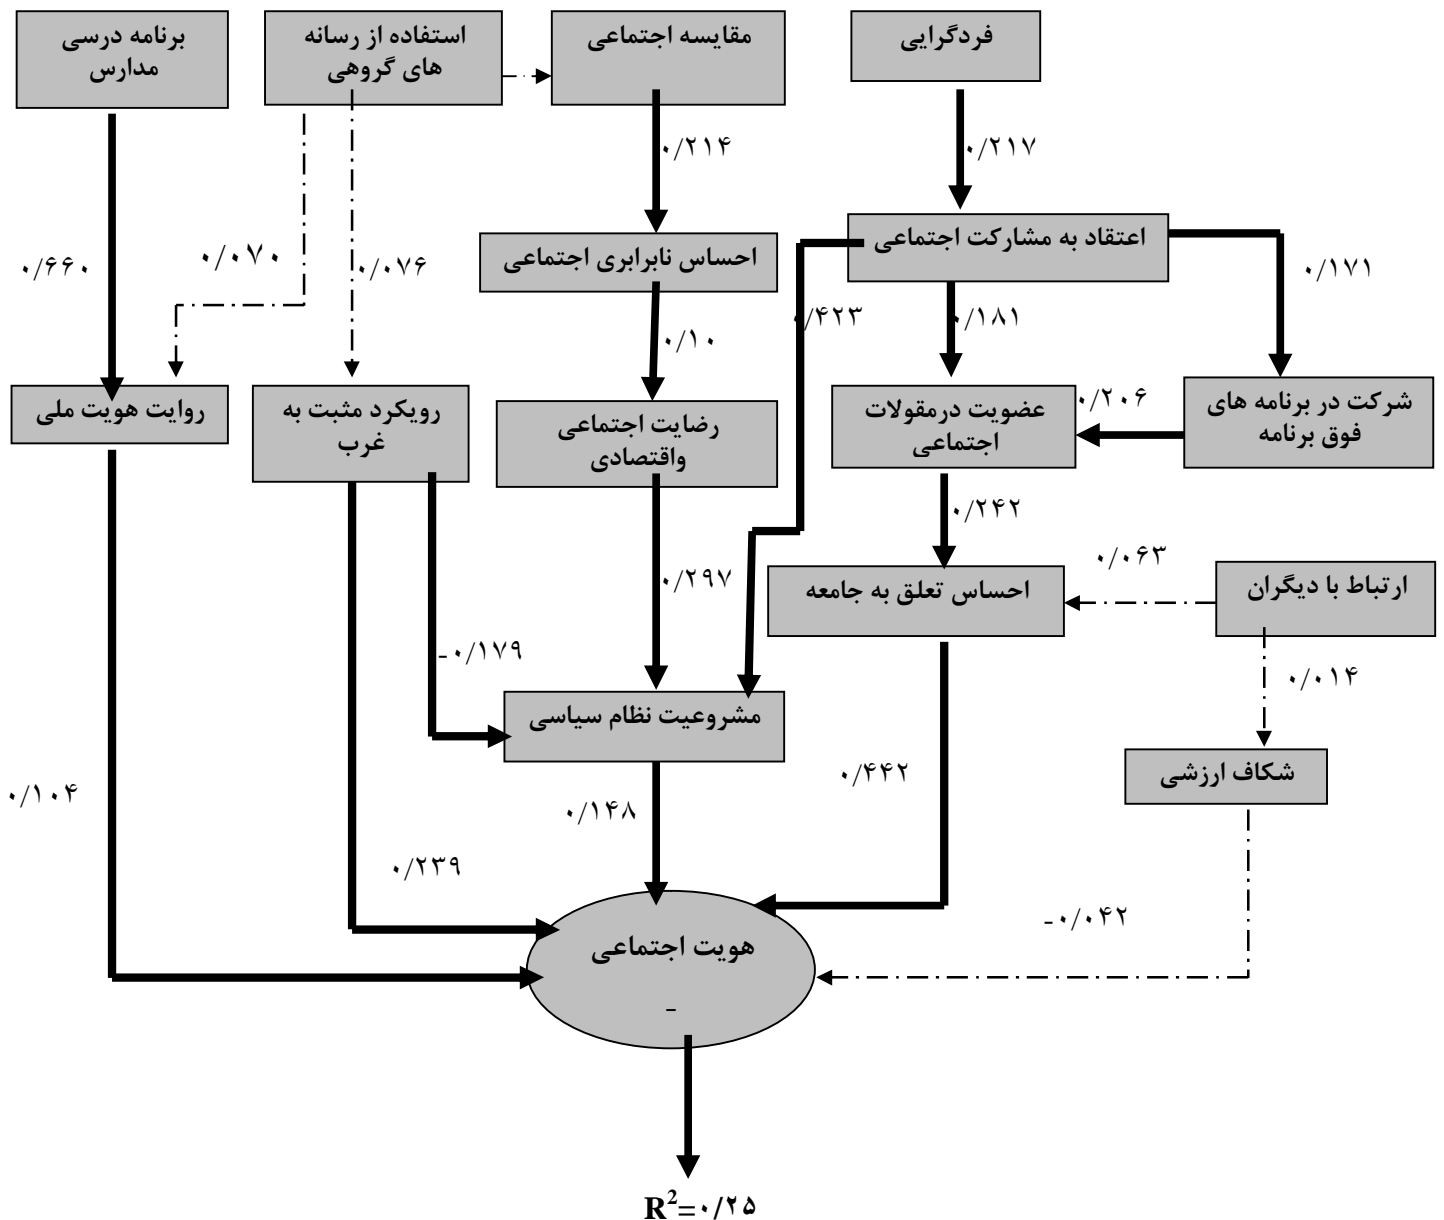 فردگرایی
مقایسه اجتماعی
استفاده از رسانه
های گروهی
برنامه درسی
مدارس
۰/۲۱۷
۰/۲۱۴
اعتقاد به مشارکت اجتماعی
احساس نابرابری اجتماعی
۰/۱۷۱
۰/۱۸۱
۰/۴۲۳
۰/۱۰
۰/۰۷۶
۰/۰۷۰
۰/۶۶۰
شرکت در برنامه های
فوق برنامه
۰/۲۰۶
عضویت درمقولات
اجتماعی
رضایت اجتماعی
واقتصادی
رویکرد مثبت به
غرب
روایت هویت ملی
۰/۲۴۲
۰/۰۶۳
ارتباط با دیگران
احساس تعلق به جامعه
۰/۲۹۷
-۰/۱۷۹
۰/۰۱۴
مشروعیت نظام سیاسی
شکاف ارزشی
۰/۴۴۲
۰/۱۴۸
۰/۱۰۴
۰/۲۳۹
-۰/۰۴۲
هویت اجتماعی
-
R²=۰/۲۵